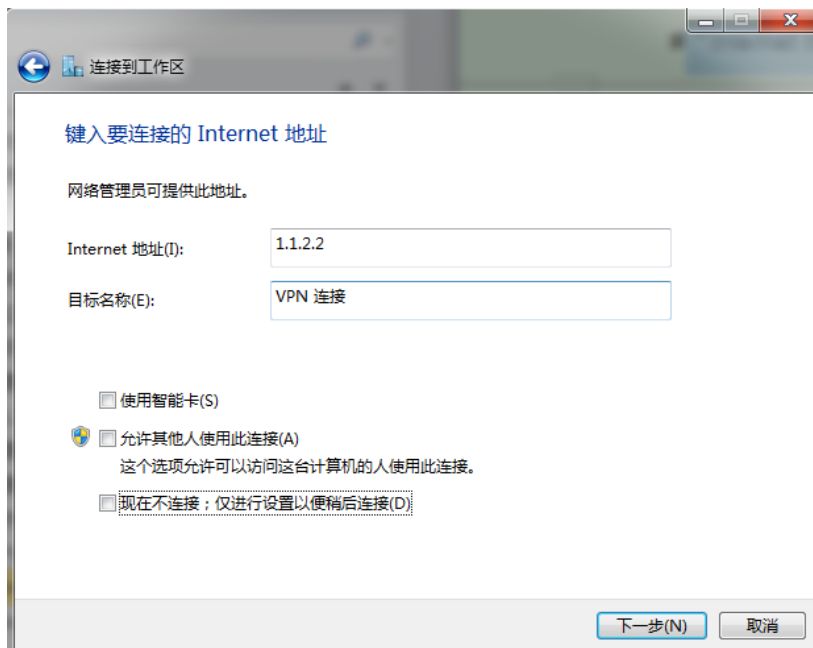 连接到工作区
键入要连接的 Internet 地址
网络管理员可提供此地址。
Internet 地址(I):
1.1.2.2
目标名称(E):
VPN 连接
使用智能卡(S)
允许其他人使用此连接(A)
这个选项允许可以访问这台计算机的人使用此连接。
现在不连接；仅进行设置以便稍后连接(D)
下一步(N)
取消